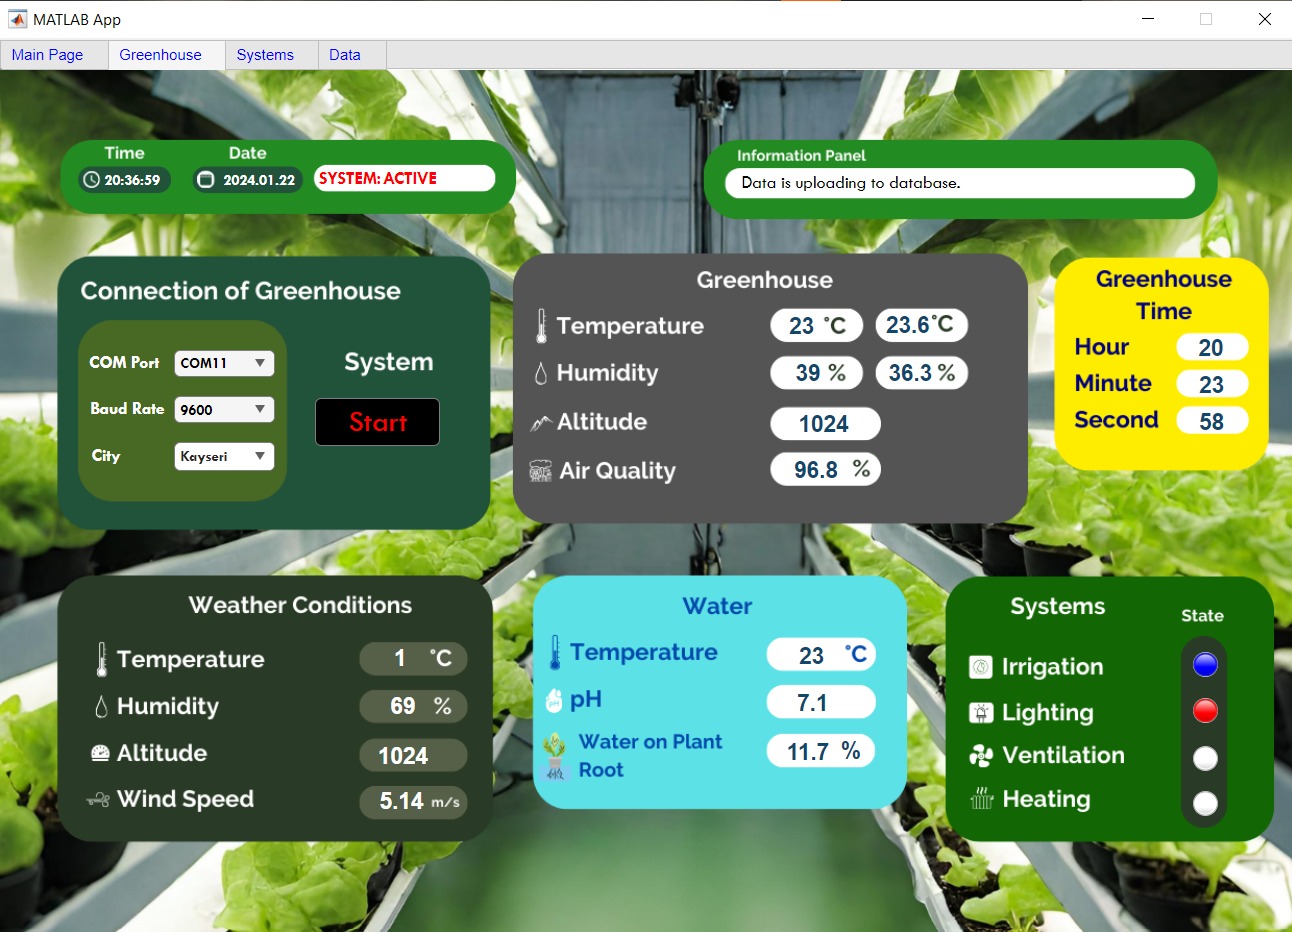 MATLAB App
Main Page
Greenhouse
Systems
Data
Time
Date
20:36:59
2024.01.22
SYSTEM: ACTIVE
Information Panel
Data is uploading to database.
Connection of Greenhouse
COM Port
COM11
Baud Rate
9600
City
Kayseri
System
Start
Greenhouse
Temperature
23 °C
23.6°C
Humidity
39 %
36.3 %
Altitude
1024
Air Quality
96.8 %
Greenhouse
Time
Hour
20
Minute
23
Second
58
Weather Conditions
Temperature
1 °C
Humidity
69 %
Altitude
1024
Wind Speed
5.14 m/s
Water
Temperature
23 °C
pH
pH
7.1
Water on Plant
Root
11.7 %
Systems
State
Irrigation
Lighting
Ventilation
Heating